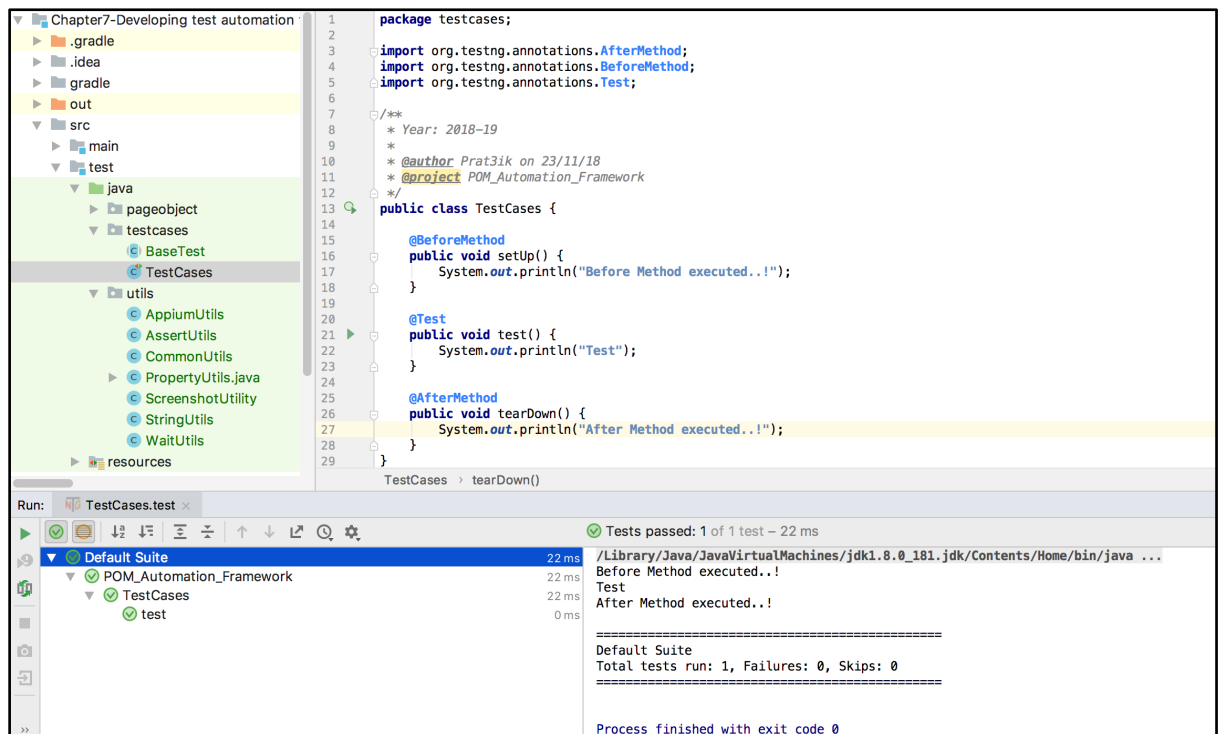 Chapter7-Developing test automation
.gradle
.idea
gradle
out
src
main
test
java
pageobject
testcases
BaseTest
TestCases
utils
AppiumUtils
AssertUtils
CommonUtils
PropertyUtils.java
ScreenshotUtility
StringUtils
WaitUtils
resources
1 package testcases;
2
3 import org.testng.annotations.AfterMethod;
4 import org.testng.annotations.BeforeMethod;
5 import org.testng.annotations.Test;
6
7 /**
8 * Year: 2018-19
9 *
10 * @author Prat3ik on 23/11/18
11 * @project POM_Automation_Framework
12 */
13 public class TestCases {
14
15 @BeforeMethod
16 public void setUp() {
17 System.out.println("Before Method executed..!");
18 }
19
20 @Test
21 public void test() {
22 System.out.println("Test");
23 }
24
25 @AfterMethod
26 public void tearDown() {
27 System.out.println("After Method executed..!");
28 }
29 }
TestCases › tearDown()
Run: TestCases.test ×
Tests passed: 1 of 1 test – 22 ms
Default Suite 22 ms
POM_Automation_Framework 22 ms
TestCases 22 ms
test 0 ms
/Library/Java/JavaVirtualMachines/jdk1.8.0_181.jdk/Contents/Home/bin/java ...
Before Method executed..!
Test
After Method executed..!
===============================================
Default Suite
Total tests run: 1, Failures: 0, Skips: 0
===============================================
Process finished with exit code 0